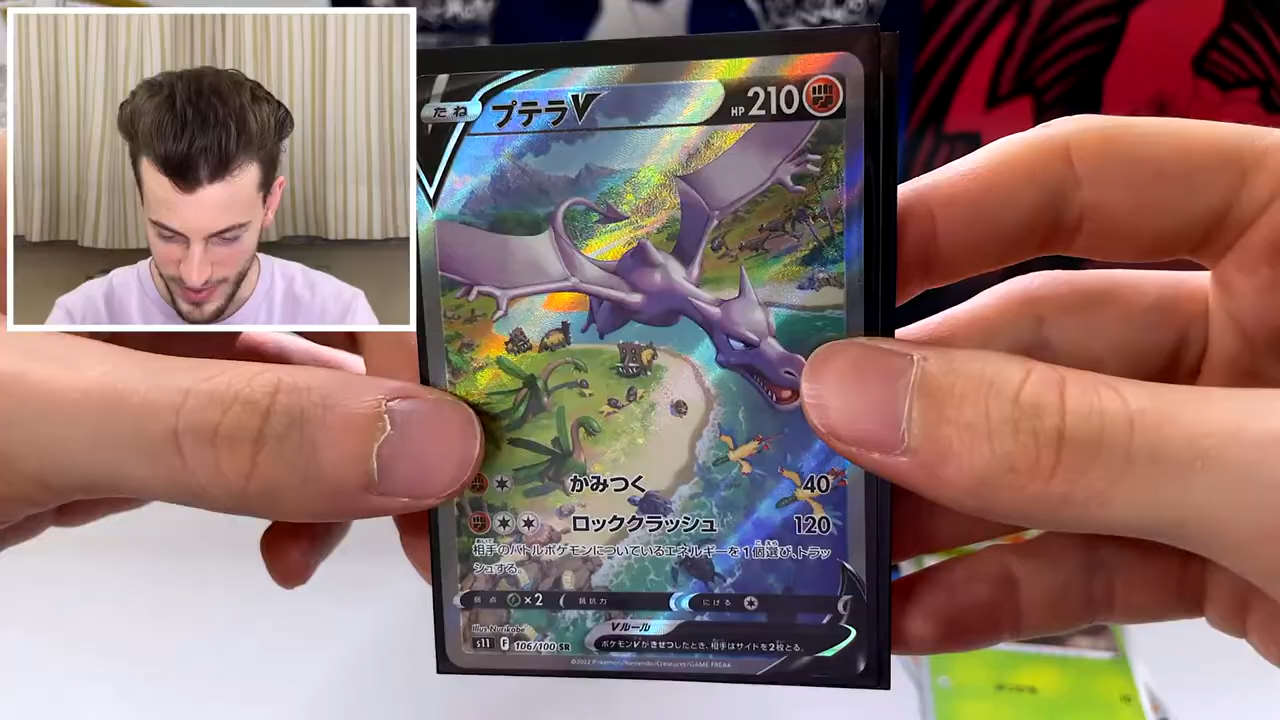 たね プテラV HP 210
かみつく 40
ロッククラッシュ 120
相手のバトルポケモンについているエネルギーを1個選び、トラッ
シュする。
弱点 ×2 抵抗力 にげる
Illus. Nurikabe
Vルール
s11 F 106/100 SR
ポケモンVがきぜつしたとき、相手はサイドを2枚とる。
©2022 Pokémon/Nintendo/Creatures/GAME FREAK